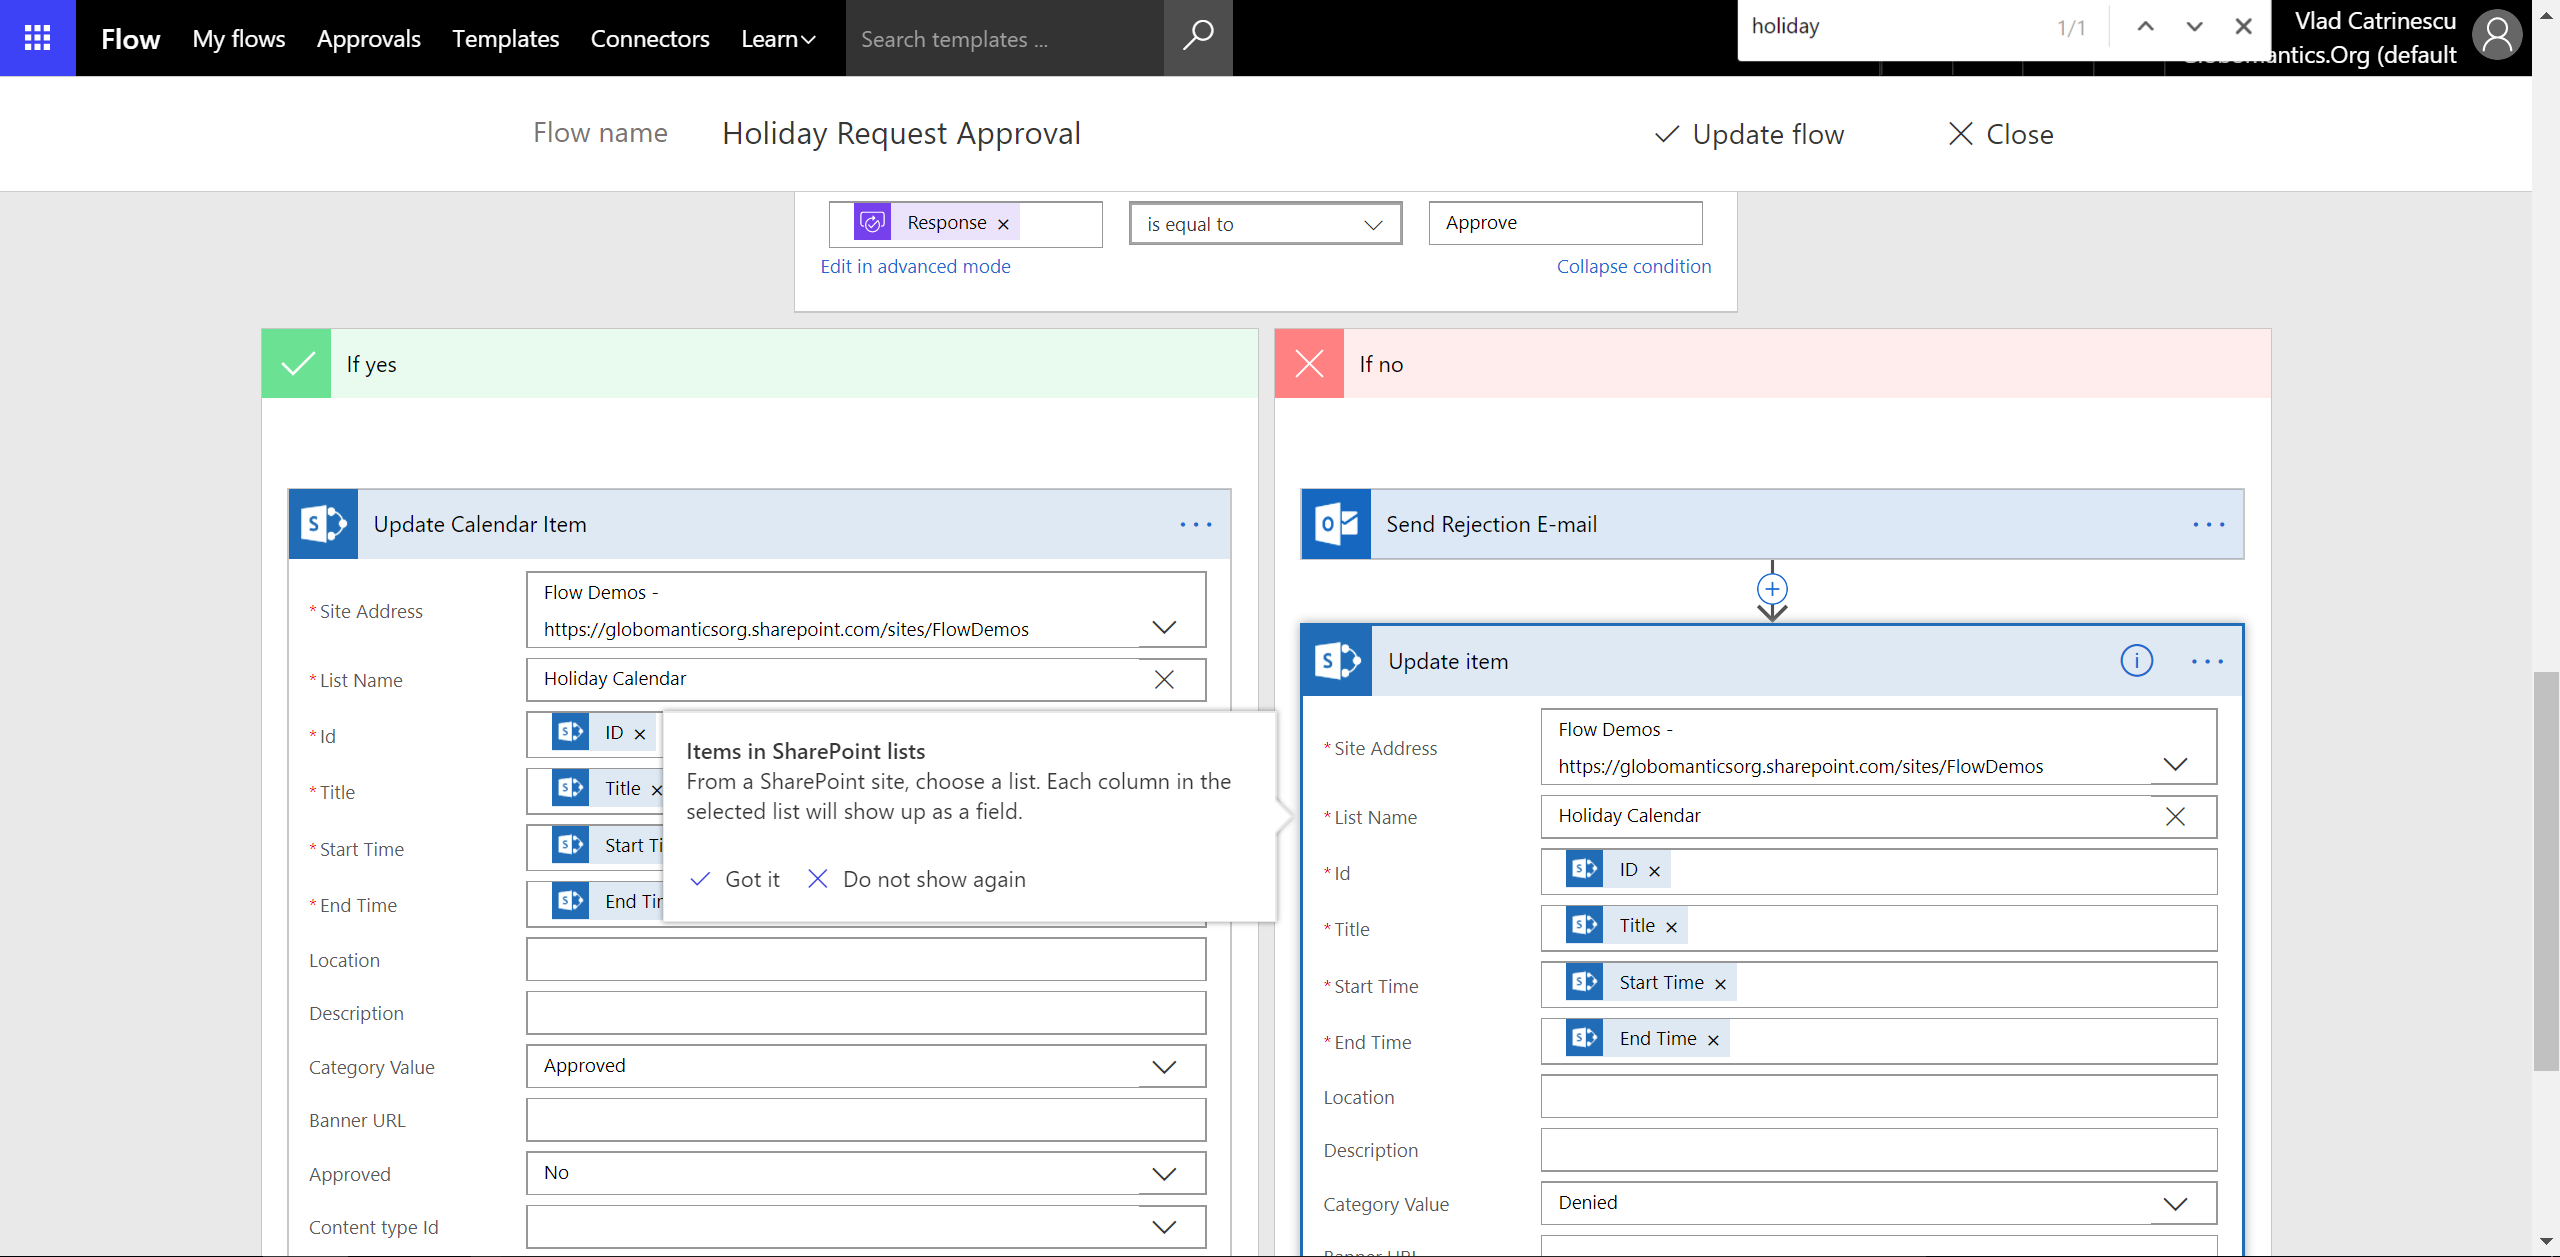 Flow My flows Approvals Templates Connectors Learn Search templates ... holiday 1/1 Vlad Catrinescu
antics.Org (default
Flow name Holiday Request Approval Update flow Close
Response × is equal to Approve
Edit in advanced mode Collapse condition
If yes
Update Calendar Item
* Site Address
Flow Demos -
https://globomanticsorg.sharepoint.com/sites/FlowDemos
* List Name Holiday Calendar
* Id ID ×
* Title Title ×
* Start Time Start Ti
* End Time End Tir
Items in SharePoint lists
From a SharePoint site, choose a list. Each column in the
selected list will show up as a field.
Got it Do not show again
Location
Description
Category Value Approved
Banner URL
Approved No
Content type Id
If no
Send Rejection E-mail
Update item
* Site Address
Flow Demos -
https://globomanticsorg.sharepoint.com/sites/FlowDemos
* List Name Holiday Calendar
* Id ID ×
* Title Title ×
* Start Time Start Time ×
* End Time End Time ×
Location
Description
Category Value Denied